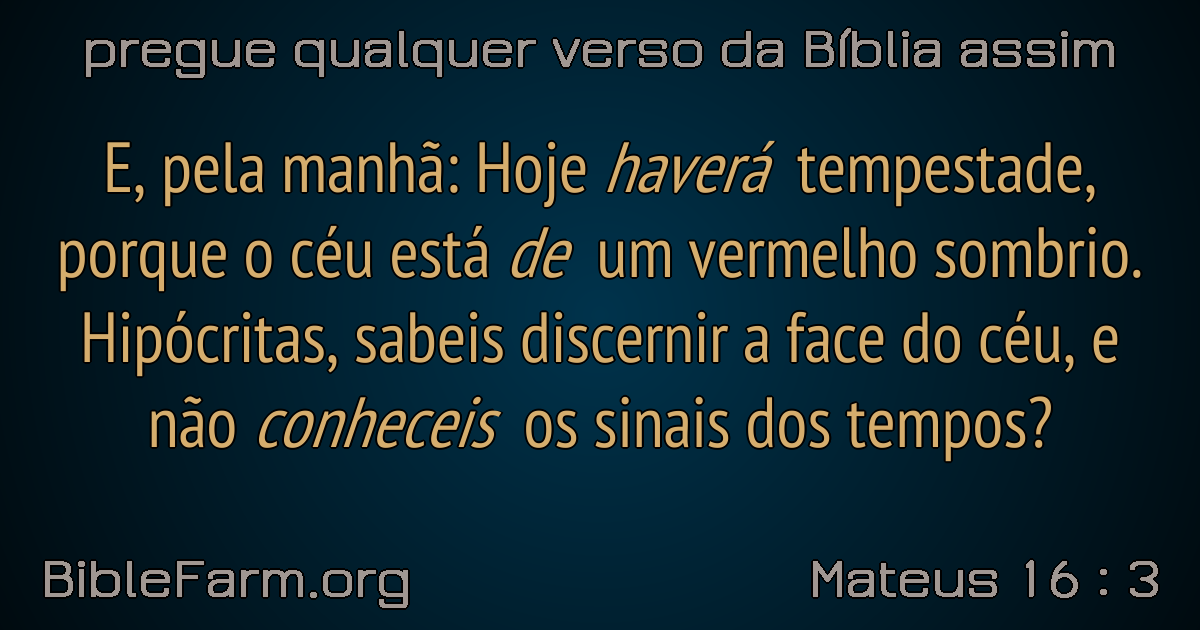 pregue qualquer verso da Bíblia assim
E, pela manhã: Hoje haverá tempestade,
porque o céu está de um vermelho sombrio.
Hipócritas, sabeis discernir a face do céu, e
não conheceis os sinais dos tempos?
BibleFarm.org
Mateus 16 : 3